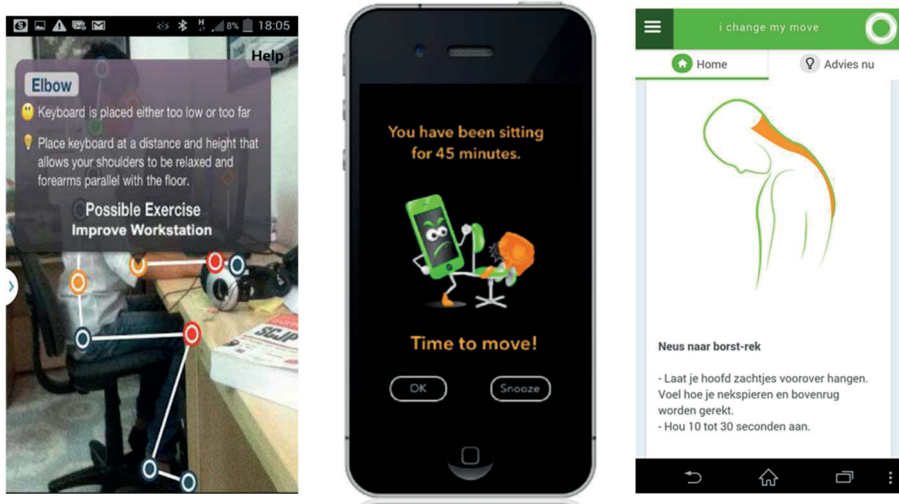 18:05
8%
Help
Elbow
Keyboard is placed either too low or too far
Place keyboard at a distance and height that
allows your shoulders to be relaxed and
forearms parallel with the floor.
Possible Exercise
Improve Workstation
SCJP
You have been sitting
for 45 minutes.
Time to move!
OK
Snooze
i change my move
Home
Advies nu
Neus naar borst-rek
- Laat je hoofd zachtjes voorover hangen.
Voel hoe je nekspieren en bovenrug
worden gerekt.
- Hou 10 tot 30 seconden aan.